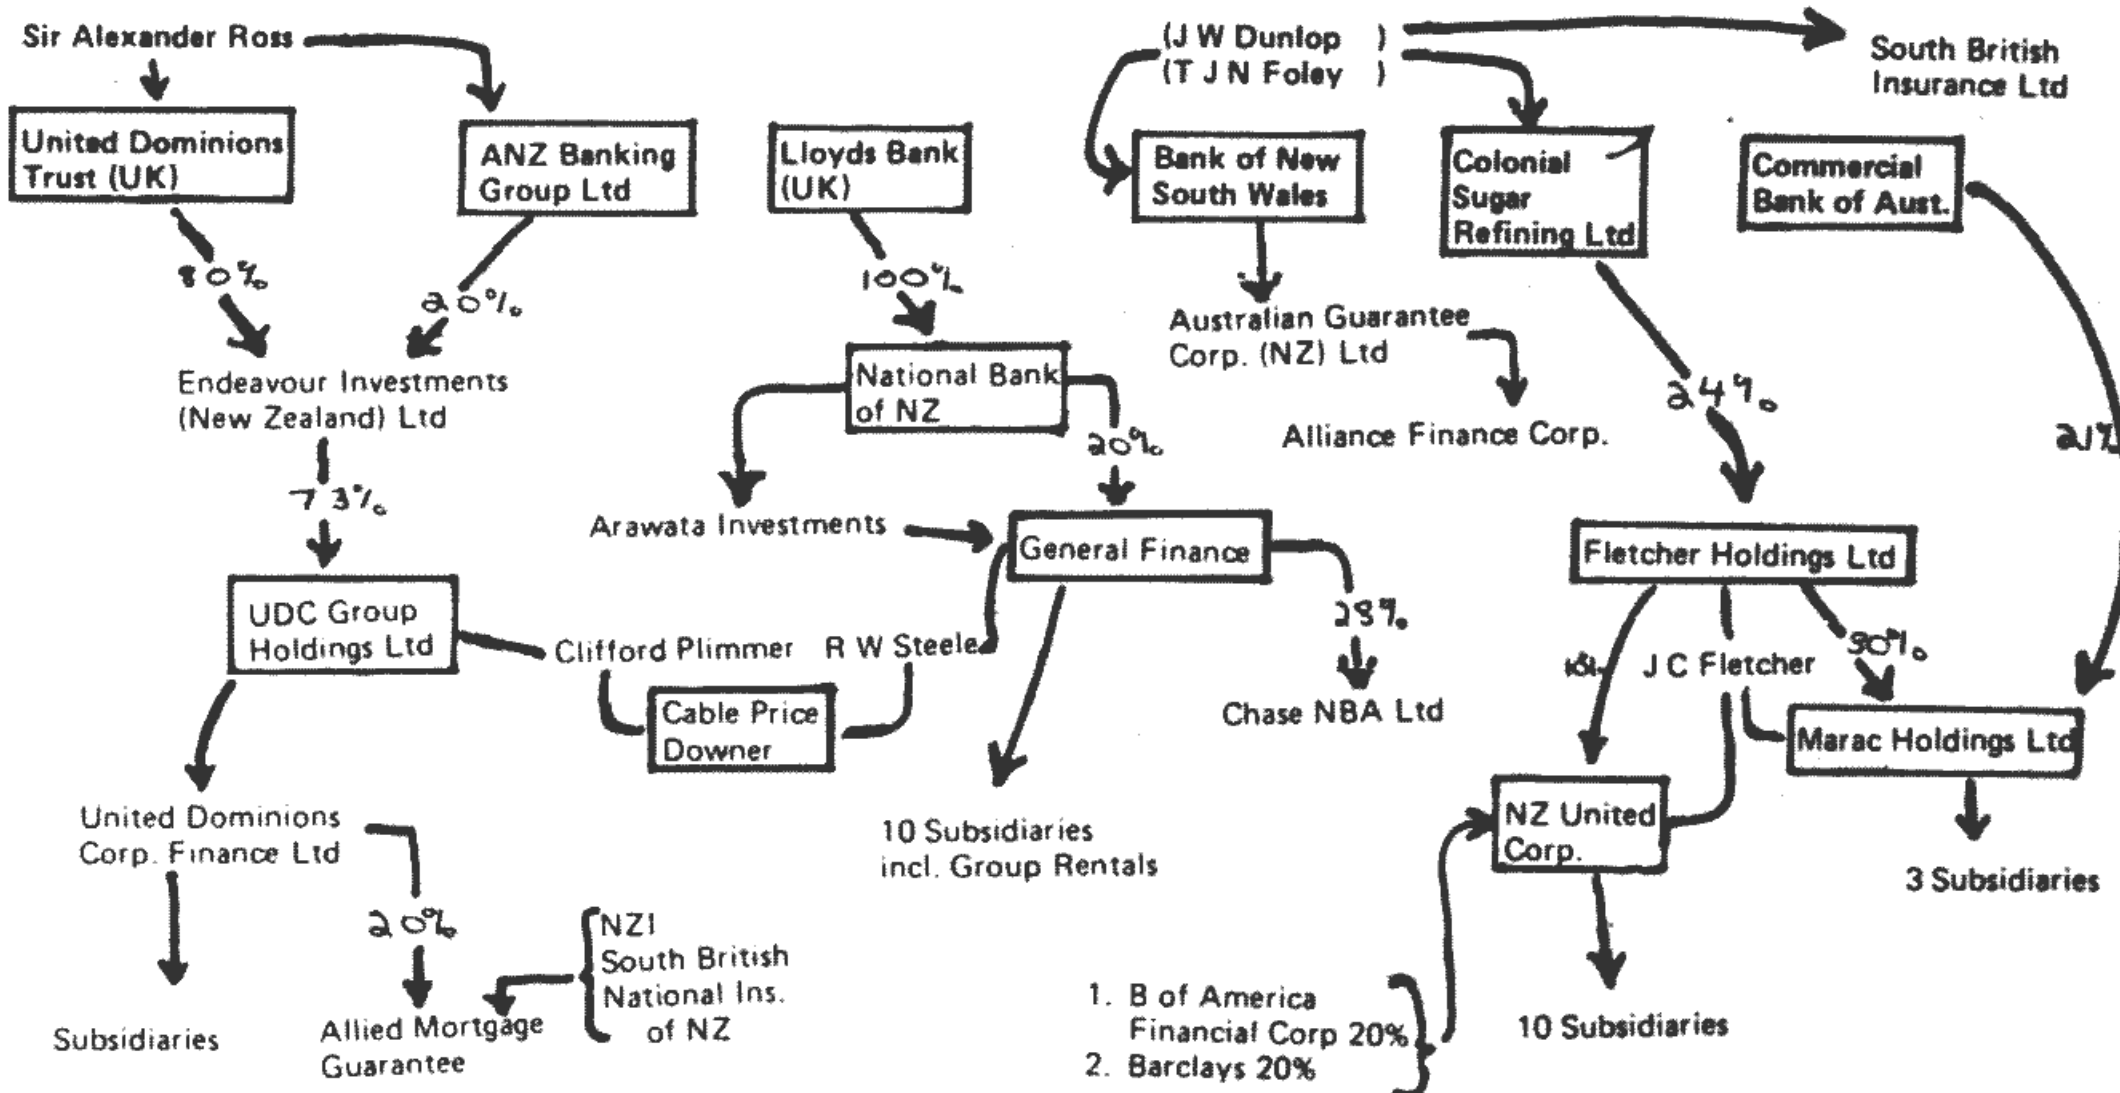 Sir Alexander Ross
(J W Dunlop )
(T J N Foley )
South British
Insurance Ltd
United Dominions
Trust (UK)
ANZ Banking
Group Ltd
Lloyds Bank
(UK)
Bank of New
South Wales
Colonial
Sugar
Refining Ltd
Commercial
Bank of Aust.
80%
20%
100%
Australian Guarantee
Corp. (NZ) Ltd
24%
21%
Endeavour Investments
(New Zealand) Ltd
National Bank
of NZ
20%
Alliance Finance Corp.
73%
Arawata Investments
General Finance
Fletcher Holdings Ltd
UDC Group
Holdings Ltd
Clifford Plimmer
R W Steele
28%
J C Fletcher
30%
Cable Price
Downer
Chase NBA Ltd
Marac Holdings Ltd
United Dominions
Corp. Finance Ltd
10 Subsidiaries
incl. Group Rentals
NZ United
Corp.
3 Subsidiaries
20%
NZI
South British
National Ins.
of NZ
Subsidiaries
Allied Mortgage
Guarantee
1. B of America
Financial Corp 20%
2. Barclays 20%
10 Subsidiaries